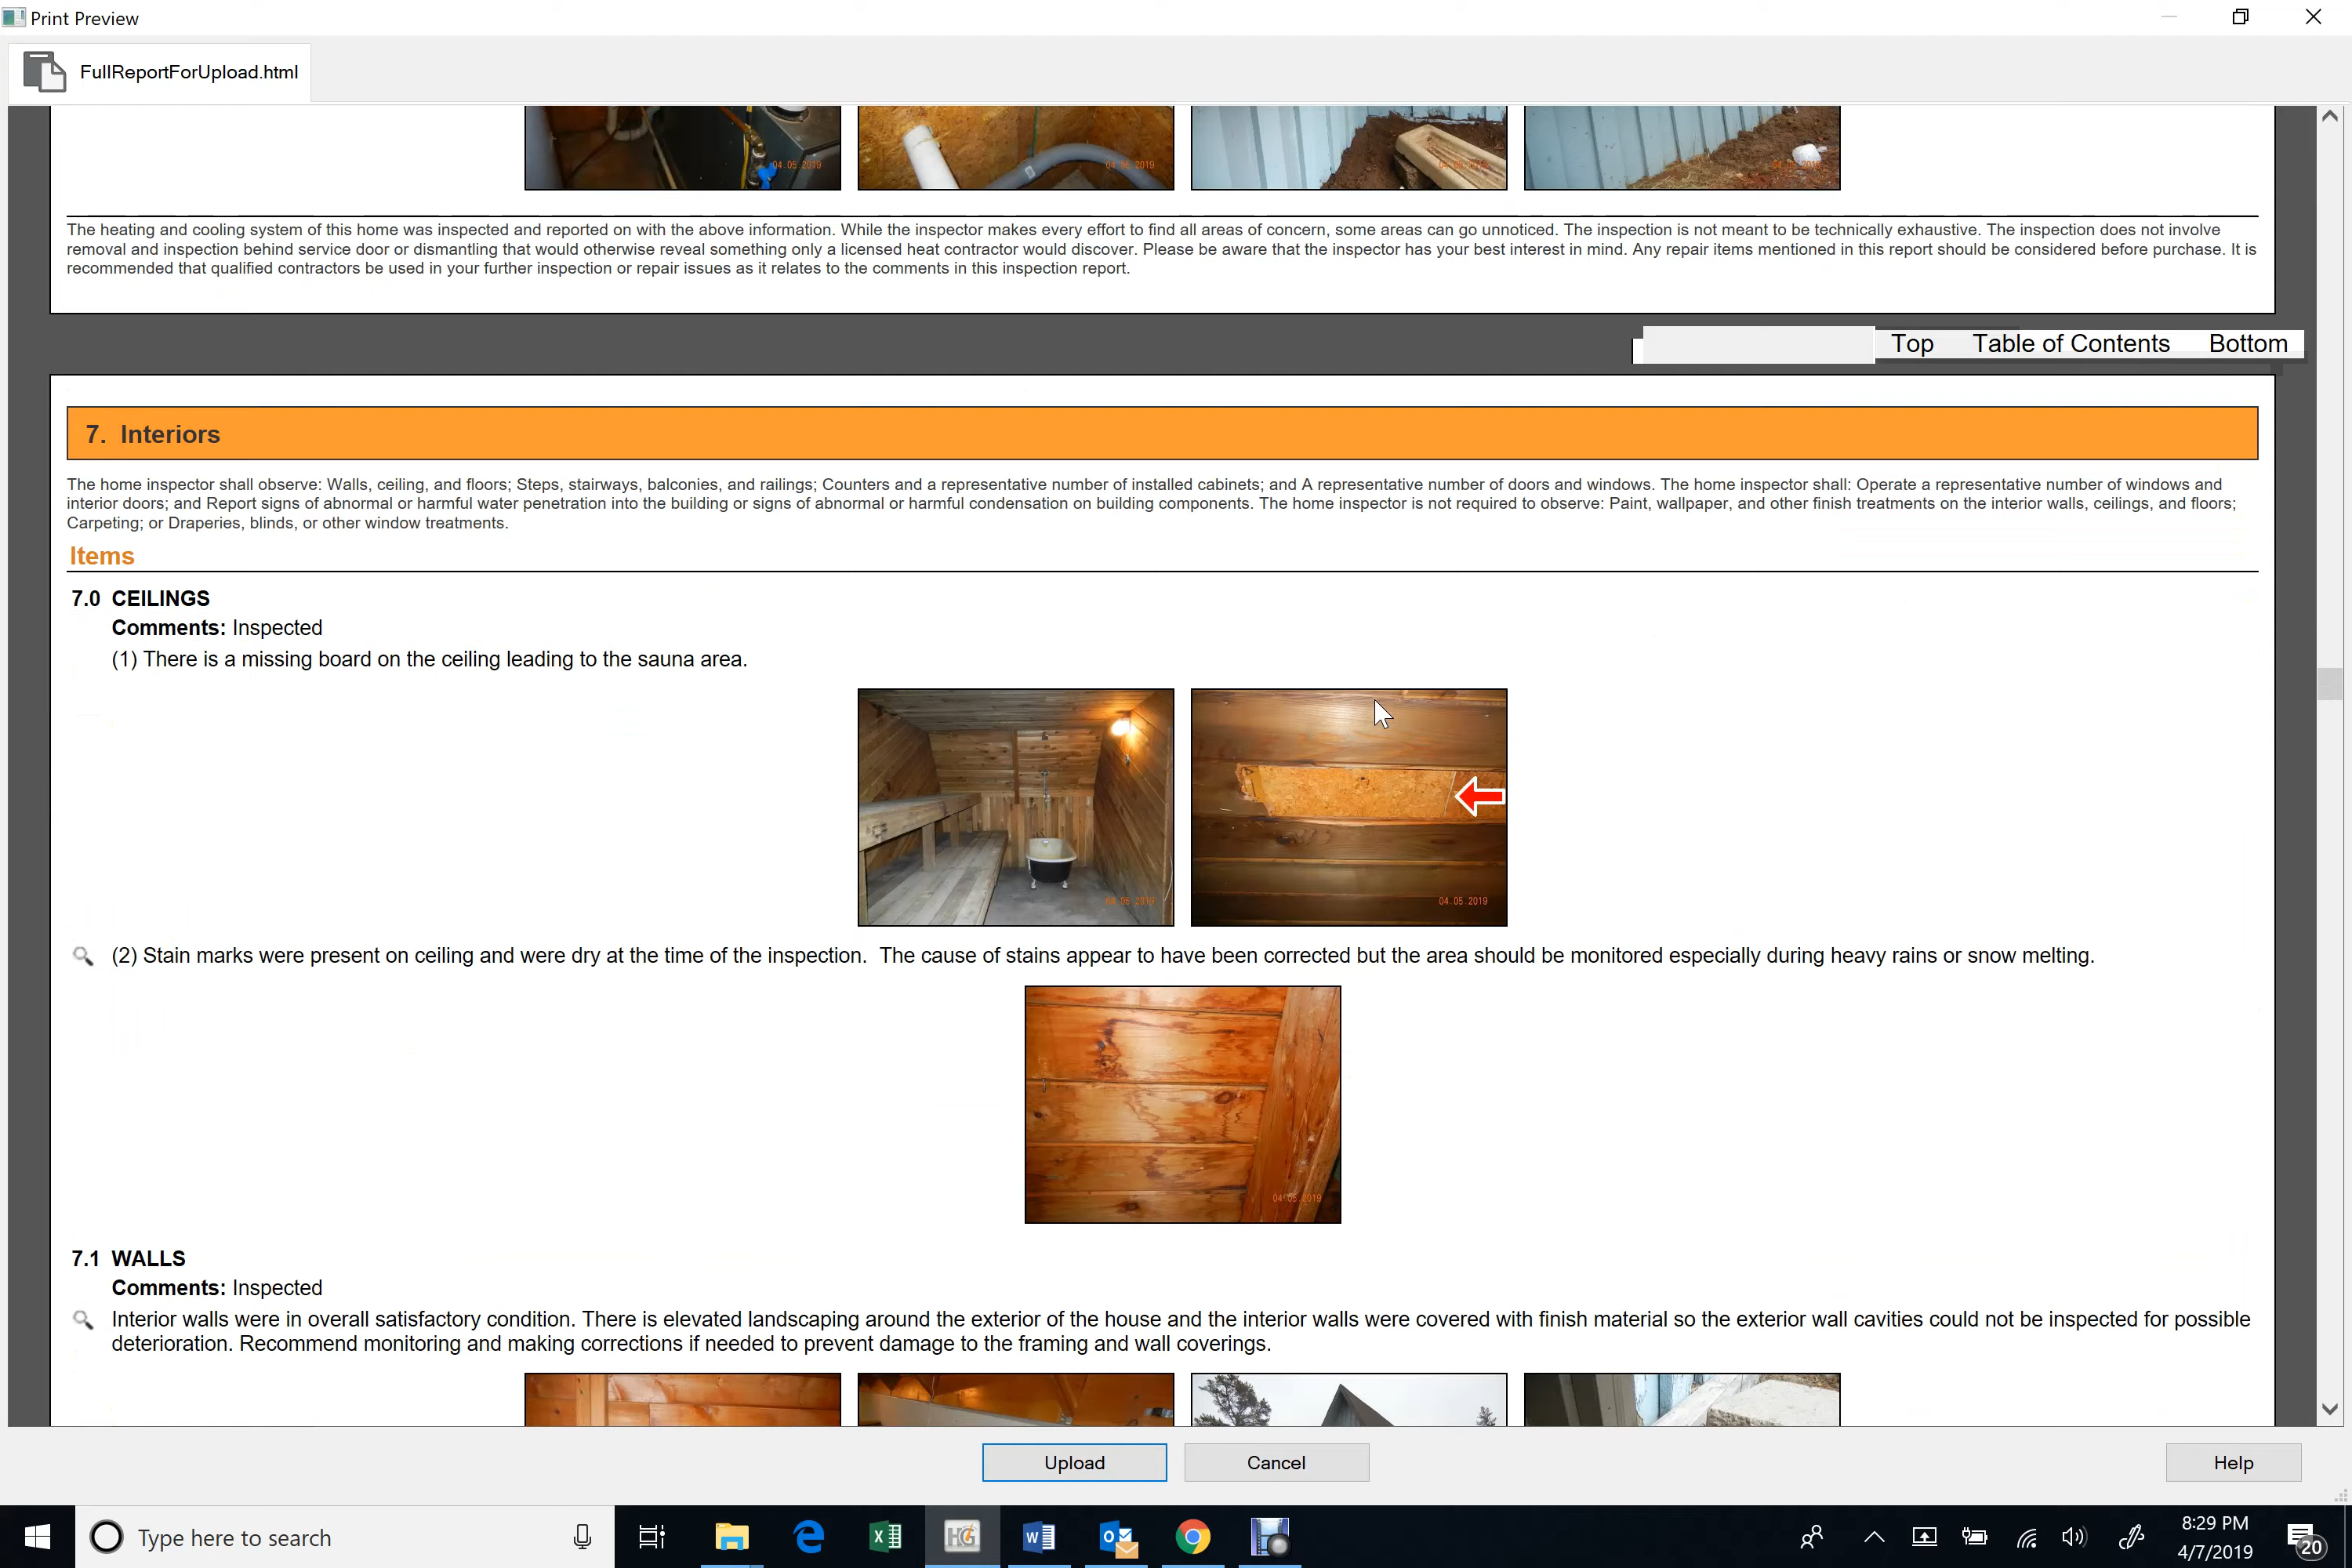 Print Preview
FullReportForUpload.html
04.05.2019
04.05.2019
The heating and cooling system of this home was inspected and reported on with the above information. While the inspector makes every effort to find all areas of concern, some areas can go unnoticed. The inspection is not meant to be technically exhaustive. The inspection does not involve
removal and inspection behind service door or dismantling that would otherwise reveal something only a licensed heat contractor would discover. Please be aware that the inspector has your best interest in mind. Any repair items mentioned in this report should be considered before purchase. It is
recommended that qualified contractors be used in your further inspection or repair issues as it relates to the comments in this inspection report.
Top Table of Contents Bottom
7. Interiors
The home inspector shall observe: Walls, ceiling, and floors; Steps, stairways, balconies, and railings; Counters and a representative number of installed cabinets; and A representative number of doors and windows. The home inspector shall: Operate a representative number of windows and
interior doors; and Report signs of abnormal or harmful water penetration into the building or signs of abnormal or harmful condensation on building components. The home inspector is not required to observe: Paint, wallpaper, and other finish treatments on the interior walls, ceilings, and floors;
Carpeting; or Draperies, blinds, or other window treatments.
Items
7.0 CEILINGS
Comments: Inspected
(1) There is a missing board on the ceiling leading to the sauna area.
04.05.2019
04.05.2019
(2) Stain marks were present on ceiling and were dry at the time of the inspection. The cause of stains appear to have been corrected but the area should be monitored especially during heavy rains or snow melting.
04.05.2019
7.1 WALLS
Comments: Inspected
Interior walls were in overall satisfactory condition. There is elevated landscaping around the exterior of the house and the interior walls were covered with finish material so the exterior wall cavities could not be inspected for possible
deterioration. Recommend monitoring and making corrections if needed to prevent damage to the framing and wall coverings.
Upload
Cancel
Help
Type here to search
HG
8:29 PM
4/7/2019
20